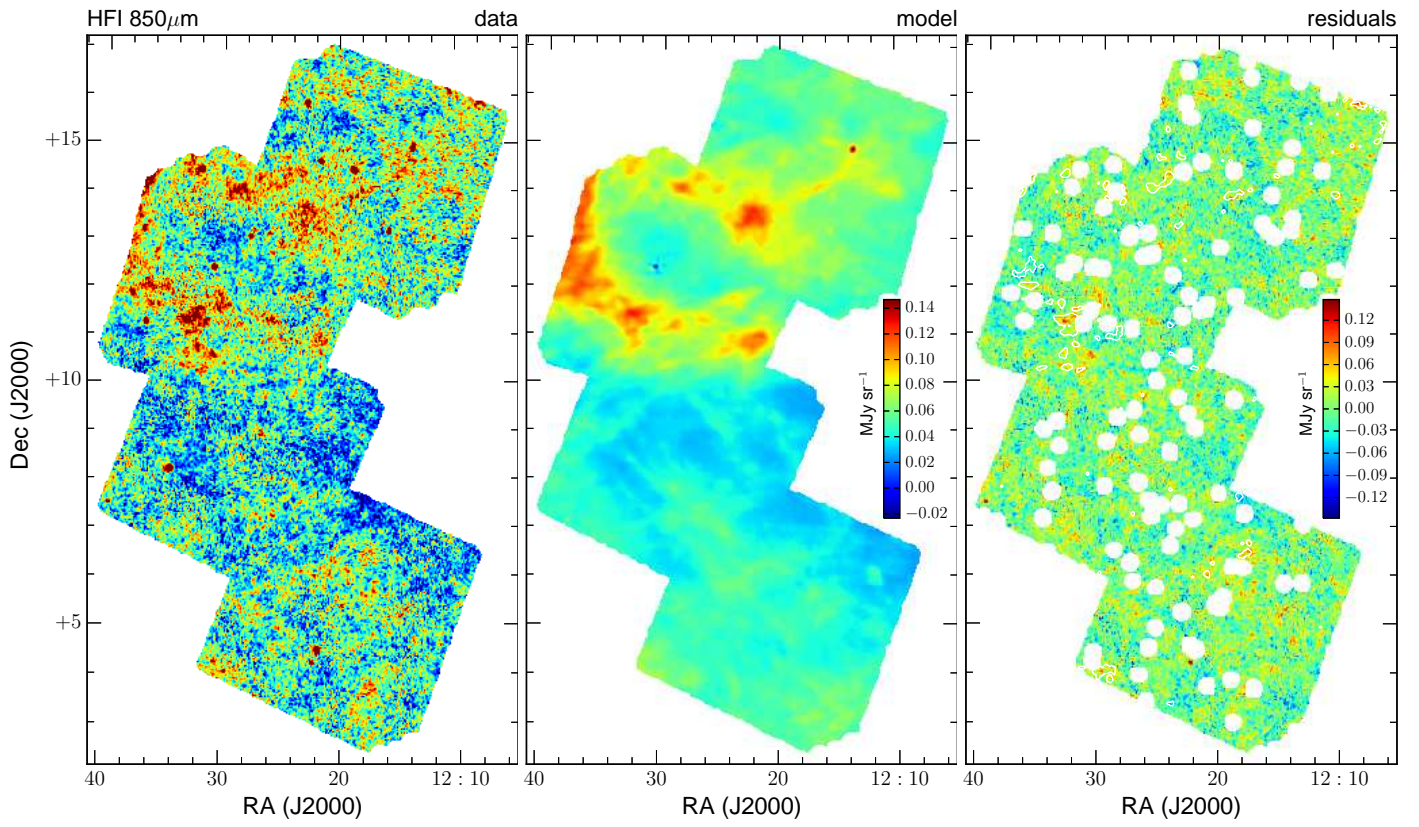 HFI 850μm data
model
residuals
+15
+10
+5
Dec (J2000)
0.14
0.12
0.10
0.08
0.06
0.04
0.02
0.00
−0.02
MJy sr⁻¹
0.12
0.09
0.06
0.03
0.00
−0.03
−0.06
−0.09
−0.12
MJy sr⁻¹
40 30 20 12 : 10
30 20 12 : 10
40 30 20 12 : 10
40
RA (J2000)
RA (J2000)
RA (J2000)